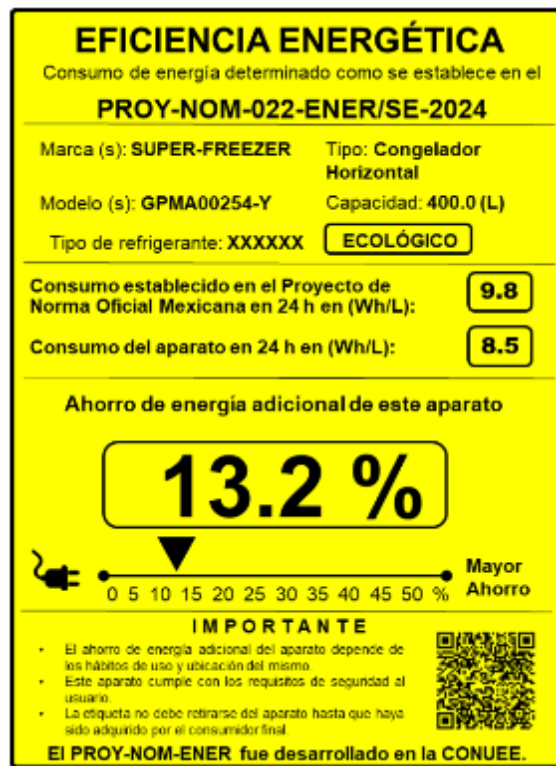 EFICIENCIA ENERGÉTICA
Consumo de energía determinado como se establece en el
PROY-NOM-022-ENER/SE-2024
Marca (s): SUPER-FREEZER
Tipo: Congelador
Horizontal
Modelo (s): GPMA00254-Y
Capacidad: 400.0 (L)
Tipo de refrigerante: XXXXXX
ECOLÓGICO
Consumo establecido en el Proyecto de
Norma Oficial Mexicana en 24 h en (Wh/L):
9.8
Consumo del aparato en 24 h en (Wh/L):
8.5
Ahorro de energía adicional de este aparato
13.2 %
0 5 10 15 20 25 30 35 40 45 50 %
Mayor
Ahorro
IMPORTANTE
• El ahorro de energía adicional del aparato depende de
los hábitos de uso y ubicación del mismo.
• Este aparato cumple con los requisitos de seguridad al
usuario.
• La etiqueta no debe retirarse del aparato hasta que haya
sido adquirido por el consumidor final.
El PROY-NOM-ENER fue desarrollado en la CONUEE.